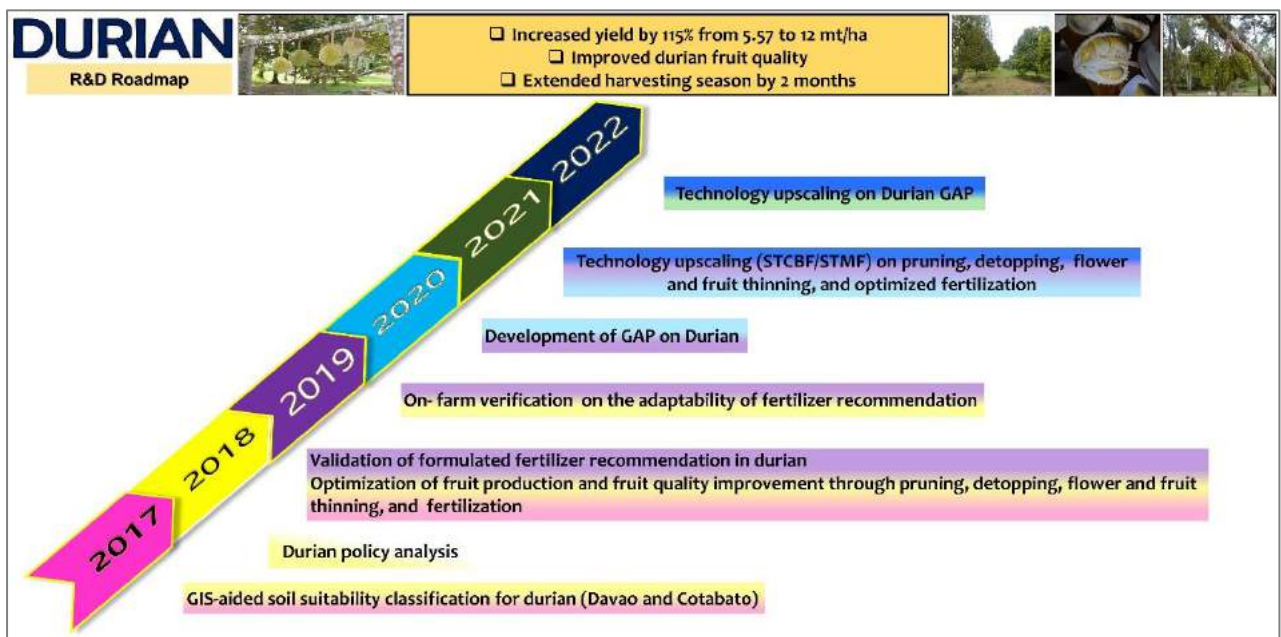 DURIAN
R&D Roadmap
❑ Increased yield by 115% from 5.57 to 12 mt/ha
❑ Improved durian fruit quality
❑ Extended harvesting season by 2 months
2022
Technology upscaling on Durian GAP
2021
Technology upscaling (STCBF/STMF) on pruning, detopping, flower
and fruit thinning, and optimized fertilization
2020
Development of GAP on Durian
2019
On- farm verification on the adaptability of fertilizer recommendation
2018
Validation of formulated fertilizer recommendation in durian
Optimization of fruit production and fruit quality improvement through pruning, detopping, flower and fruit
thinning, and fertilization
2017
Durian policy analysis
GIS-aided soil suitability classification for durian (Davao and Cotabato)